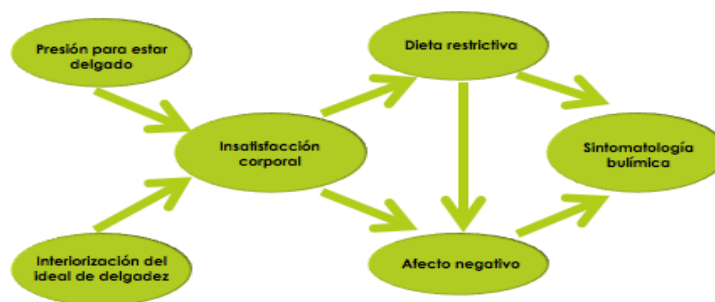 Presión para estar
delgado
Dieta restrictiva
Insatisfacción
corporal
Sintomatología
bulímica
Interiorización del
ideal de delgadez
Afecto negativo